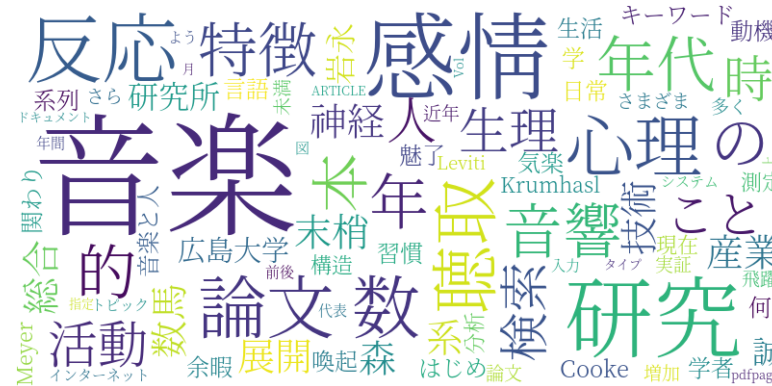 反応
特徴
岩永
感情
生活
キーワード
動機
よう
月
年代
時
学
日常
さまざま
多く
系列
さら
研究所
言語
未満
ARTICLE
Vol
ドキュメント
年間
音楽
神経
人
近年
生理
心理
の
魅了
Leviti
気楽
Krumhasl
システム
測定
図
本
年
聴取
音響
技術
こと
関わり
音楽と人
末梢
広島大学
習慣
構造
総合
的
前後
産業
現在
実証
入力
タイプ
飛躍
指定
トピック
数馬
論文
数
代表
系
分析
検索
研究
何
Meyer
活動
インターネット
余暇
展開
喚起
森
はじめ
論文
Cooke
増加
学者
誠
pdfpag